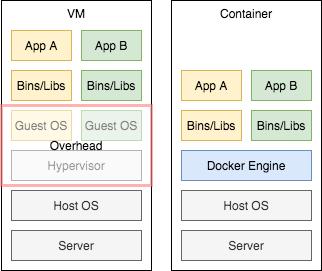 VM
App A
App B
Bins/Libs
Bins/Libs
Guest OS
Guest OS
Overhead
Hypervisor
Host OS
Server
Container
App A
App B
Bins/Libs
Bins/Libs
Docker Engine
Host OS
Server